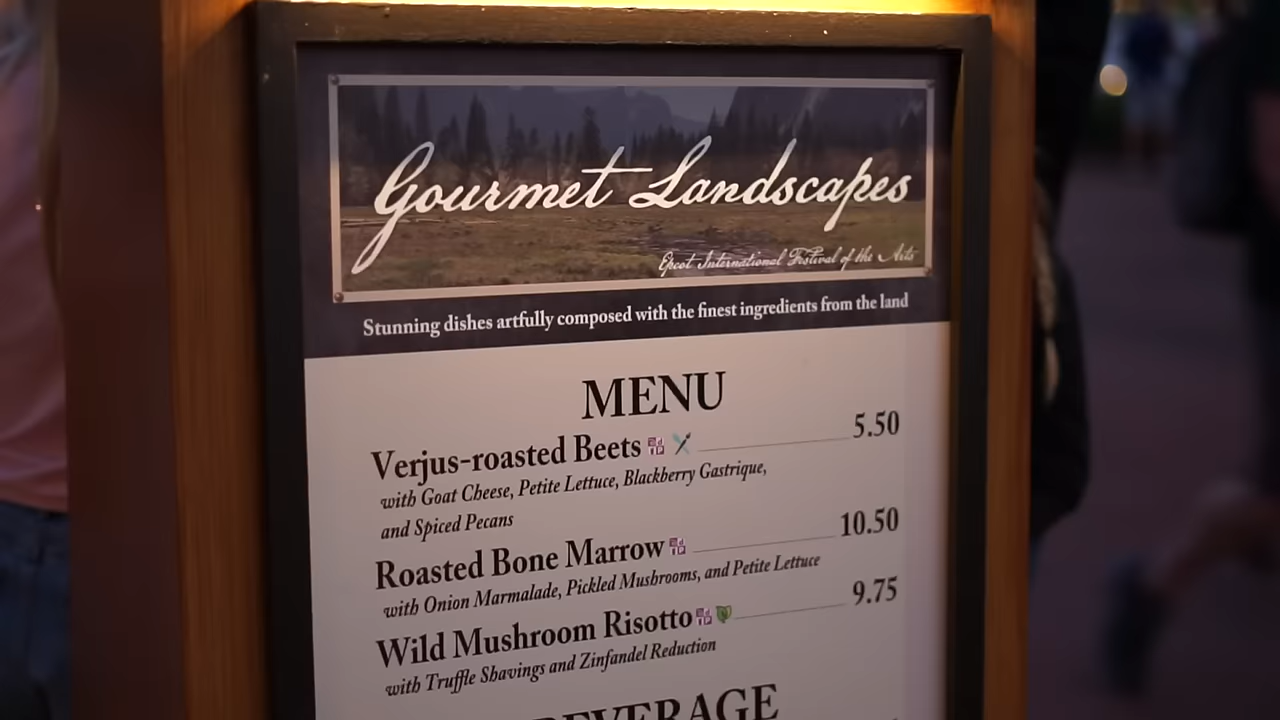 Gourmet Landscapes
Epcot International Festival of the Arts
Stunning dishes artfully composed with the finest ingredients from the land
MENU
Verjus-roasted Beets 5.50
with Goat Cheese, Petite Lettuce, Blackberry Gastrique,
and Spiced Pecans
Roasted Bone Marrow 10.50
with Onion Marmalade, Pickled Mushrooms, and Petite Lettuce
Wild Mushroom Risotto 9.75
with Truffle Shavings and Zinfandel Reduction
BEVERAGE